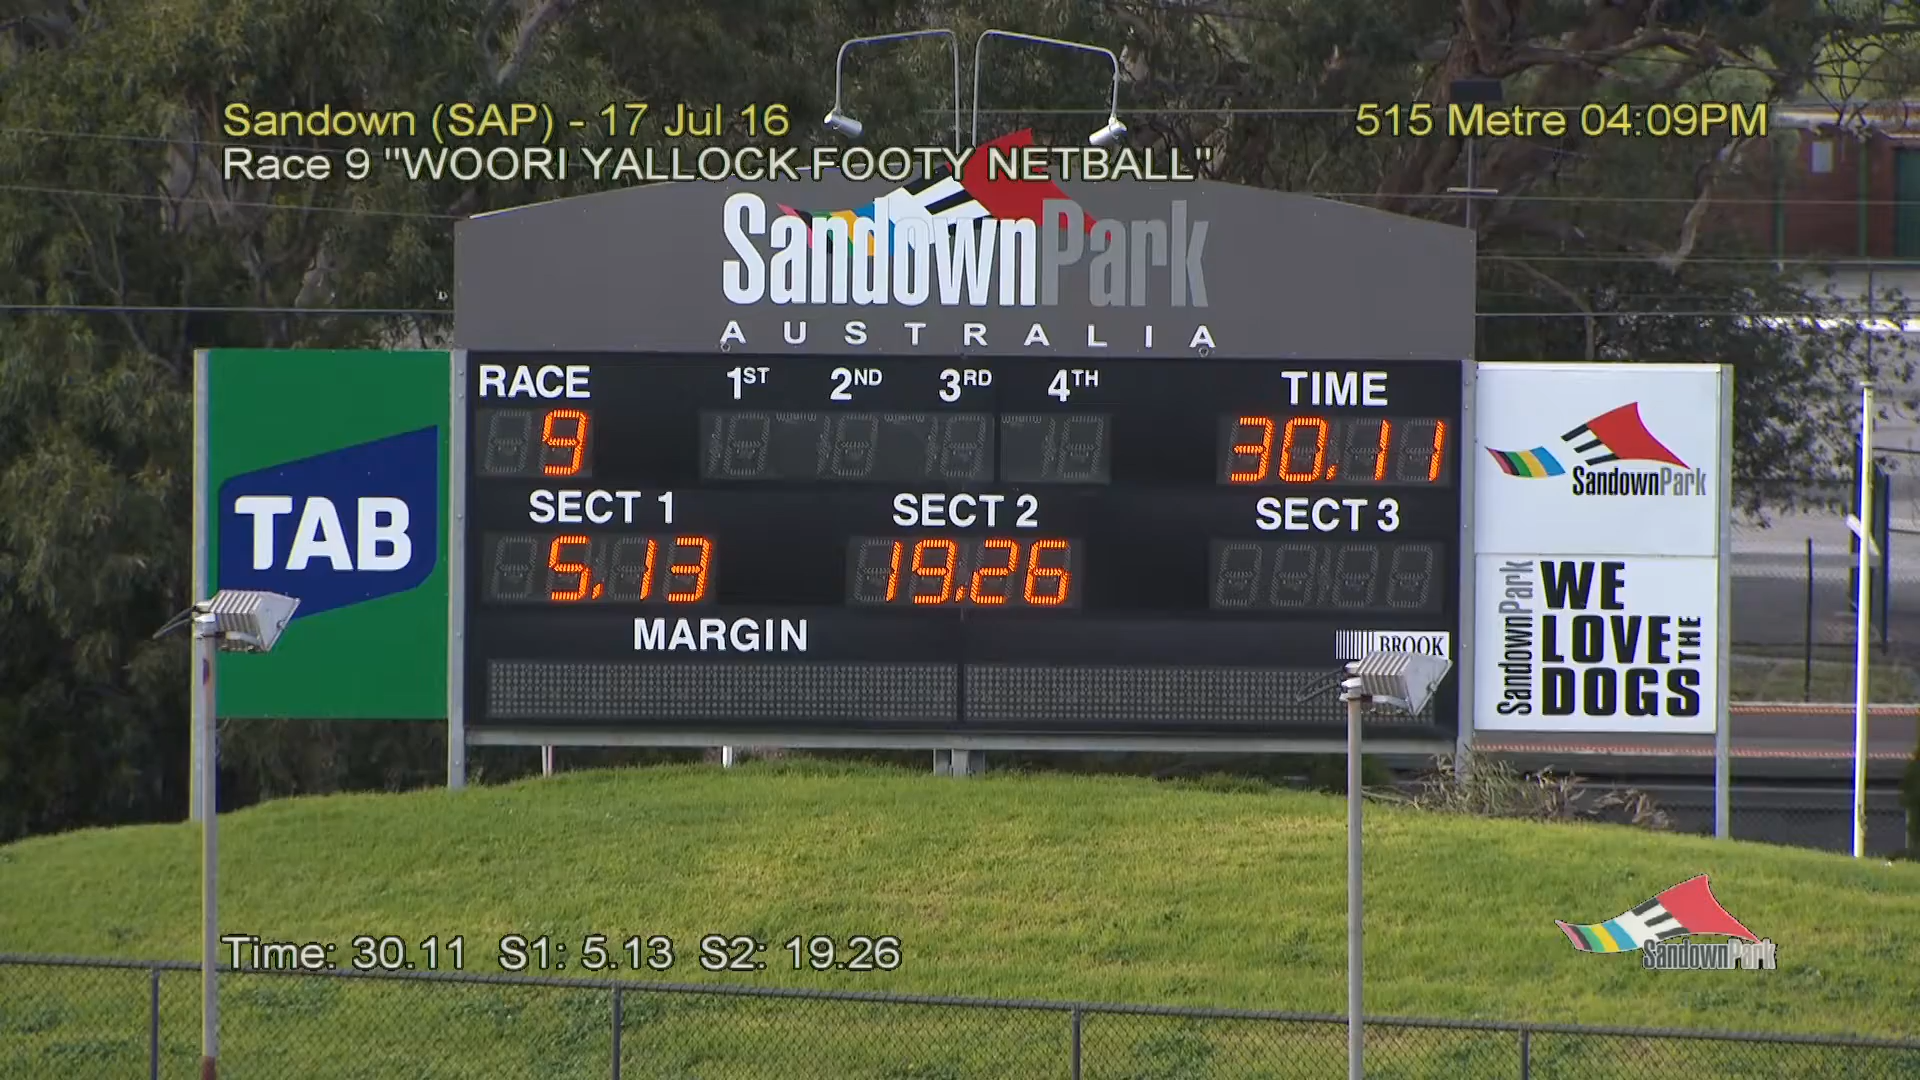 Sandown (SAP) - 17 Jul 16
515 Metre 04:09PM
Race 9 "WOORI YALLOCK FOOTY NETBALL"
SandownPark
AUSTRALIA
RACE 1ST 2ND 3RD 4TH TIME
9 30.11
SECT 1 SECT 2 SECT 3
5.13 19.26
MARGIN
BROOK
TAB
SandownPark
SandownPark
WE
LOVE THE
DOGS
Time: 30.11 S1: 5.13 S2: 19.26
SandownPark